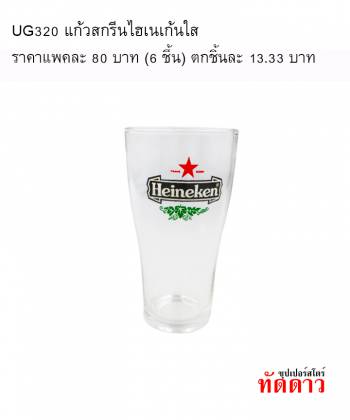 UG320 แก้วสกรีนไฮเนเก้นใส
ราคาแพคละ 80 บาท (6 ชิ้น) ตกชิ้นละ 13.33 บาท
Heineken
ซุปเปอร์สโตร์
ทัดดาว